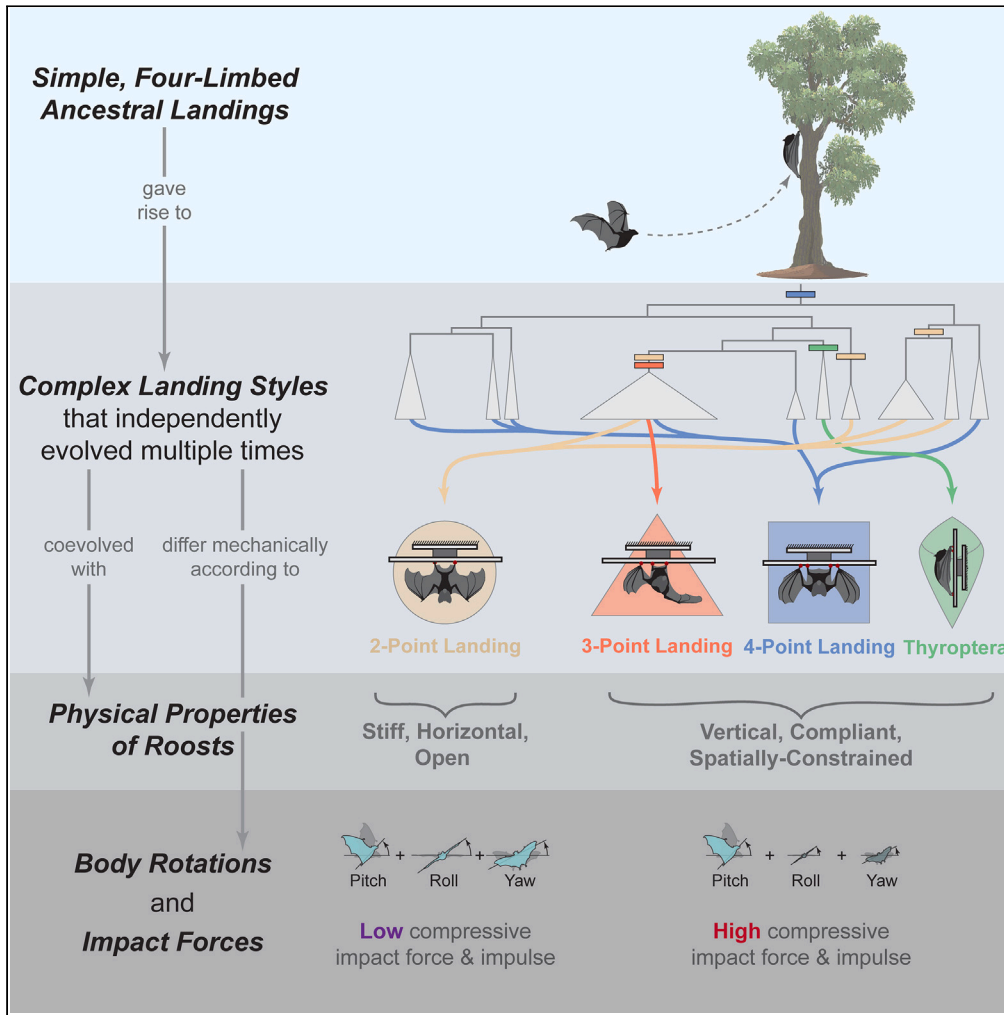 Simple, Four-Limbed
Ancestral Landings
gave
rise to
Complex Landing Styles
that independently
evolved multiple times
coevolved
with
differ mechanically
according to
2-Point Landing
3-Point Landing
4-Point Landing
Thyroptera
Physical Properties
of Roosts
Stiff, Horizontal,
Open
Vertical, Compliant,
Spatially-Constrained
Body Rotations
and
Impact Forces
Pitch + Roll + Yaw
Low compressive
impact force & impulse
Pitch + Roll + Yaw
High compressive
impact force & impulse